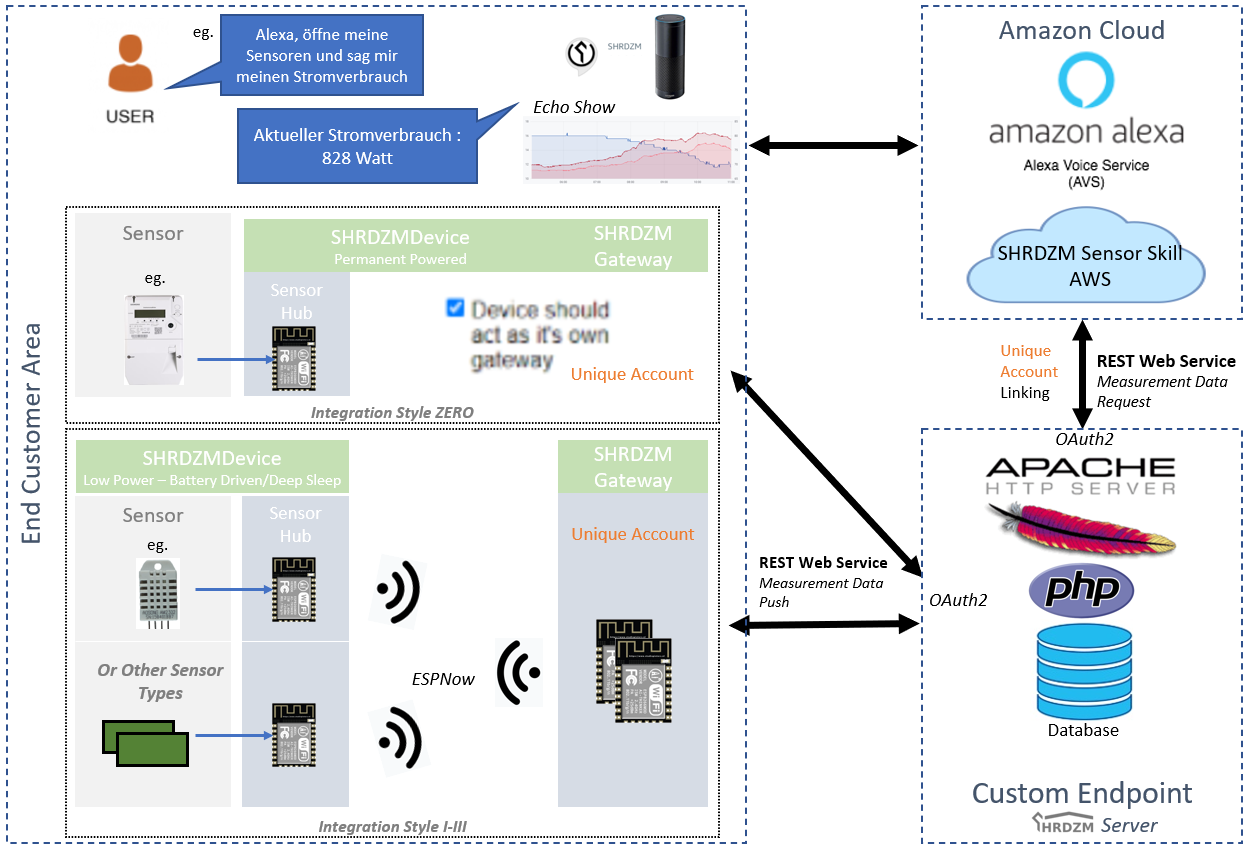 eg.
Alexa, öffne meine
Sensoren und sag mir
meinen Stromverbrauch
USER
SHRDZM
Echo Show
Aktueller Stromverbrauch :
828 Watt
Amazon Cloud
amazon alexa
Alexa Voice Service
(AVS)
SHRDZM Sensor Skill
AWS
End Customer Area
Sensor
eg.
SHRDZMDevice
Permanent Powered
SHRDZM
Gateway
Sensor
Hub
WiFi
Device should
act as it's own
gateway
Unique Account
Integration Style ZERO
Unique
Account
Linking
REST Web Service
Measurement Data
Request
SHRDZMDevice
Low Power – Battery Driven/Deep Sleep
SHRDZM
Gateway
Sensor
eg.
Sensor
Hub
WiFi
Unique Account
Or Other Sensor
Types
WiFi
ESPNow
WiFi
Integration Style I-III
REST Web Service
Measurement Data
Push
OAuth2
OAuth2
APACHE
HTTP SERVER
php
Database
Custom Endpoint
HRDZM Server